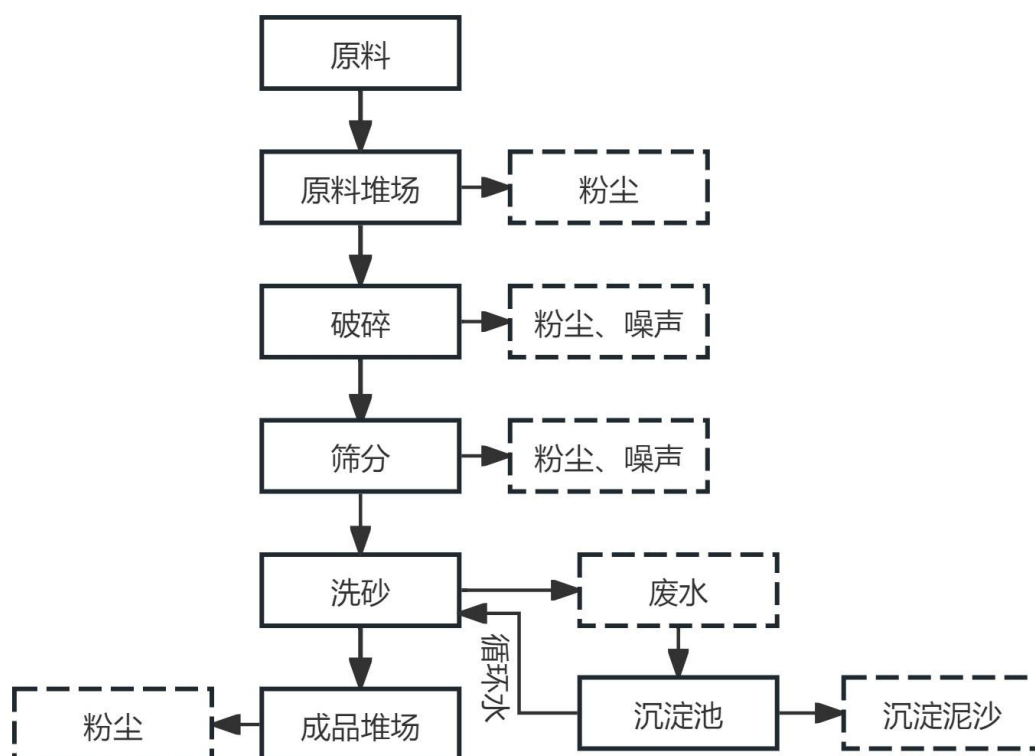 原料
原料堆场
粉尘
破碎
粉尘、噪声
筛分
粉尘、噪声
洗砂
废水
循环水
粉尘
成品堆场
沉淀池
沉淀泥沙